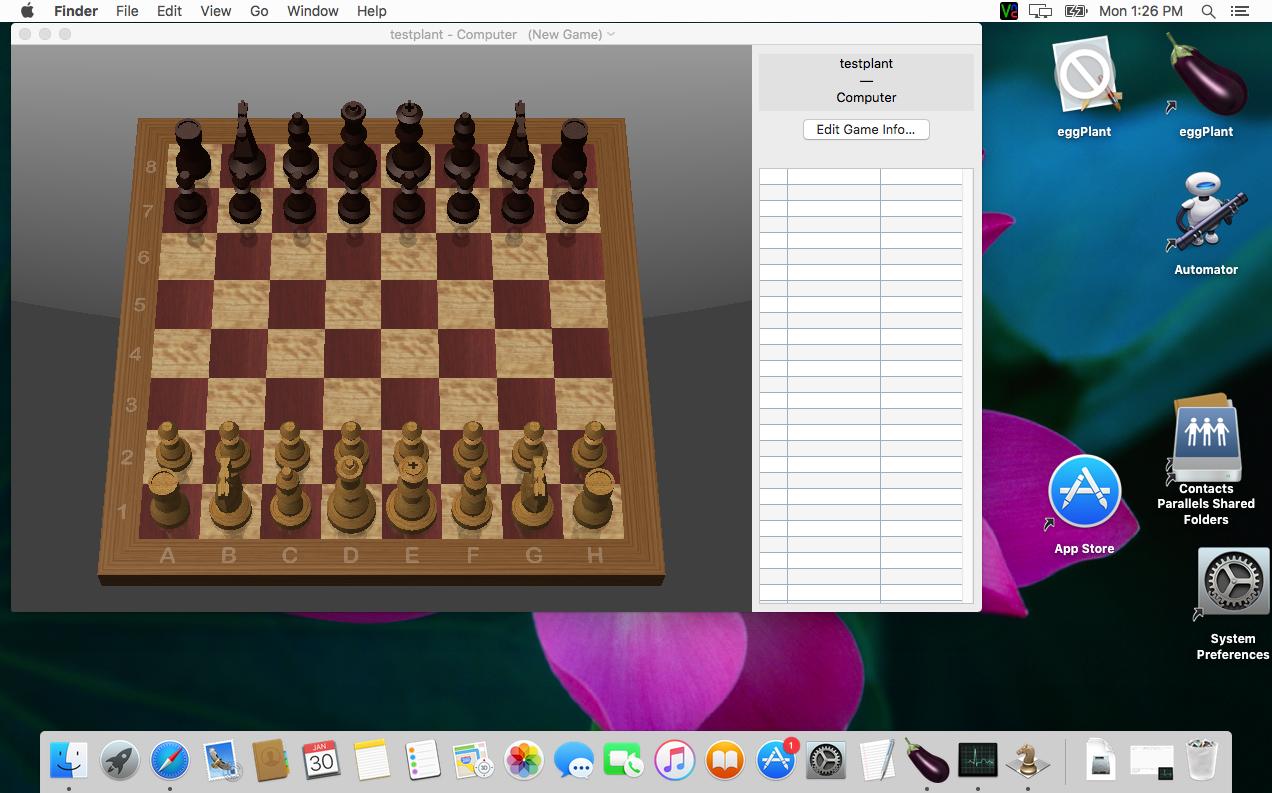 Finder File Edit View Go Window Help
Mon 1:26 PM
testplant - Computer (New Game)
testplant
—
Computer
Edit Game Info...
8
7
6
5
4
3
2
1
A B C D E F G H
eggPlant
eggPlant
Automator
Contacts
Parallels Shared
Folders
App Store
System
Preferences
JAN
30
1